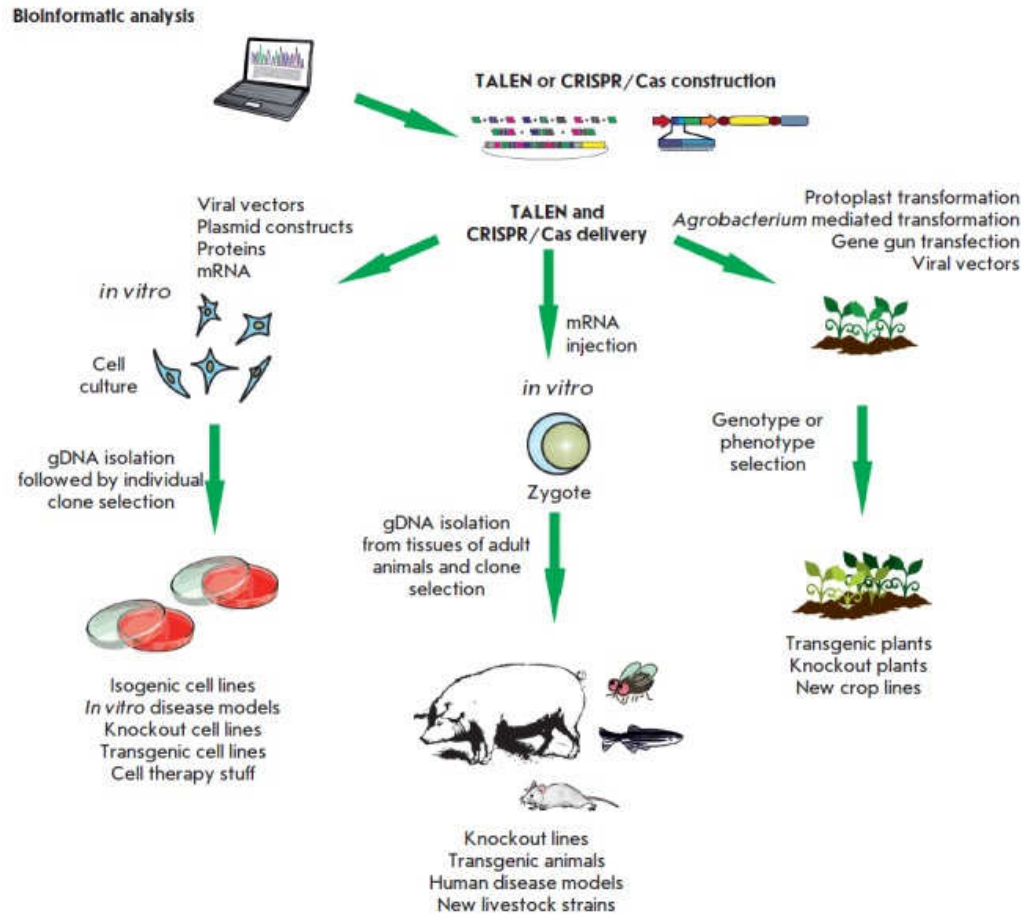 Bioinformatic analysis
TALEN or CRISPR/Cas construction
Viral vectors
Plasmid constructs
Proteins
mRNA
in vitro
Cell
culture
gDNA isolation
followed by individual
clone selection
Isogenic cell lines
In vitro disease models
Knockout cell lines
Transgenic cell lines
Cell therapy stuff
TALEN and
CRISPR/Cas delivery
mRNA
injection
in vitro
Zygote
gDNA isolation
from tissues of adult
animals and clone
selection
Knockout lines
Transgenic animals
Human disease models
New livestock strains
Protoplast transformation
Agrobacterium mediated transformation
Gene gun transfection
Viral vectors
Genotype or
phenotype
selection
Transgenic plants
Knockout plants
New crop lines